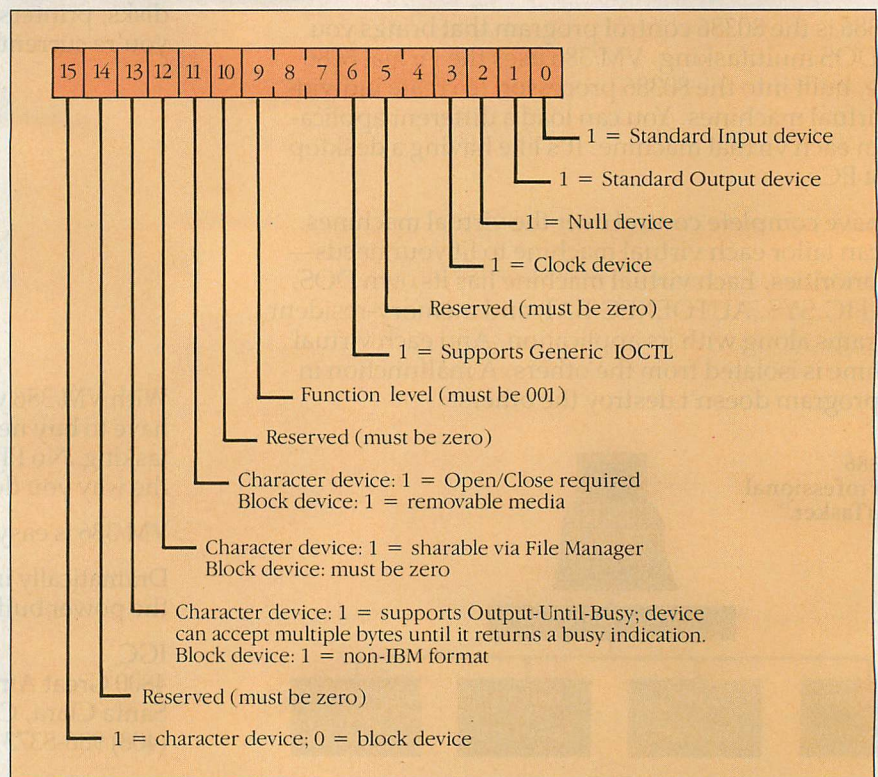 15 14 13 12 11 10 9 8 7 6 5 4 3 2 1 0
1 = Standard Input device
1 = Standard Output device
1 = Null device
1 = Clock device
Reserved (must be zero)
1 = Supports Generic IOCTL
Function level (must be 001)
Reserved (must be zero)
Character device: 1 = Open/Close required
Block device: 1 = removable media
Character device: 1 = sharable via File Manager
Block device: must be zero
Character device: 1 = supports Output-Until-Busy; device
can accept multiple bytes until it returns a busy indication.
Block device: 1 = non-IBM format
Reserved (must be zero)
1 = character device; 0 = block device